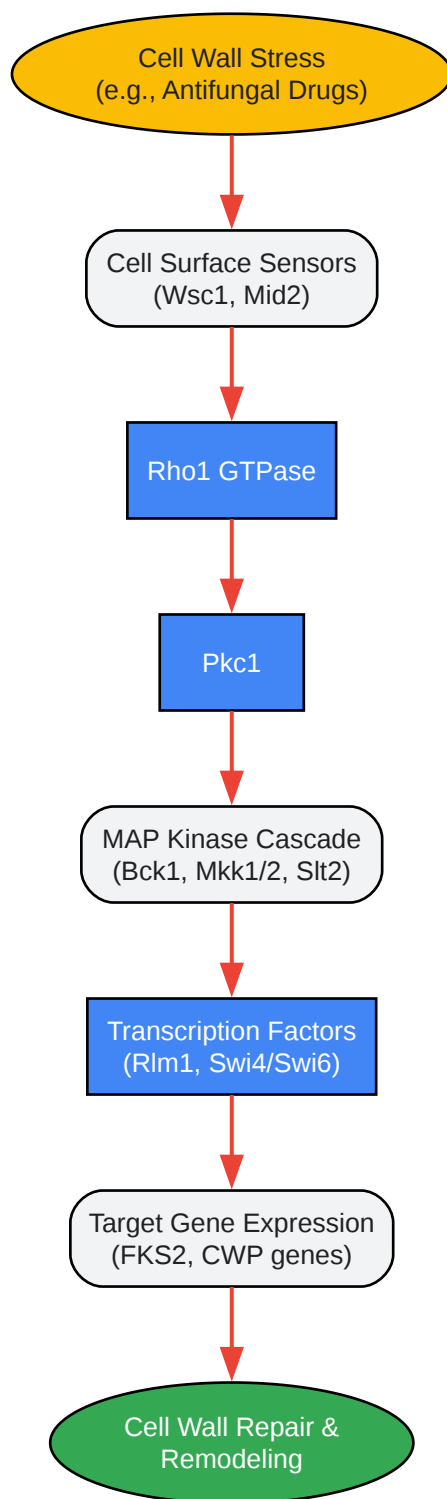 Cell Wall Stress
(e.g., Antifungal Drugs)
Cell Surface Sensors
(Wsc1, Mid2)
Rho1 GTPase
Pkc1
MAP Kinase Cascade
(Bck1, Mkk1/2, Slt2)
Transcription Factors
(Rlm1, Swi4/Swi6)
Target Gene Expression
(FKS2, CWP genes)
Cell Wall Repair &
Remodeling